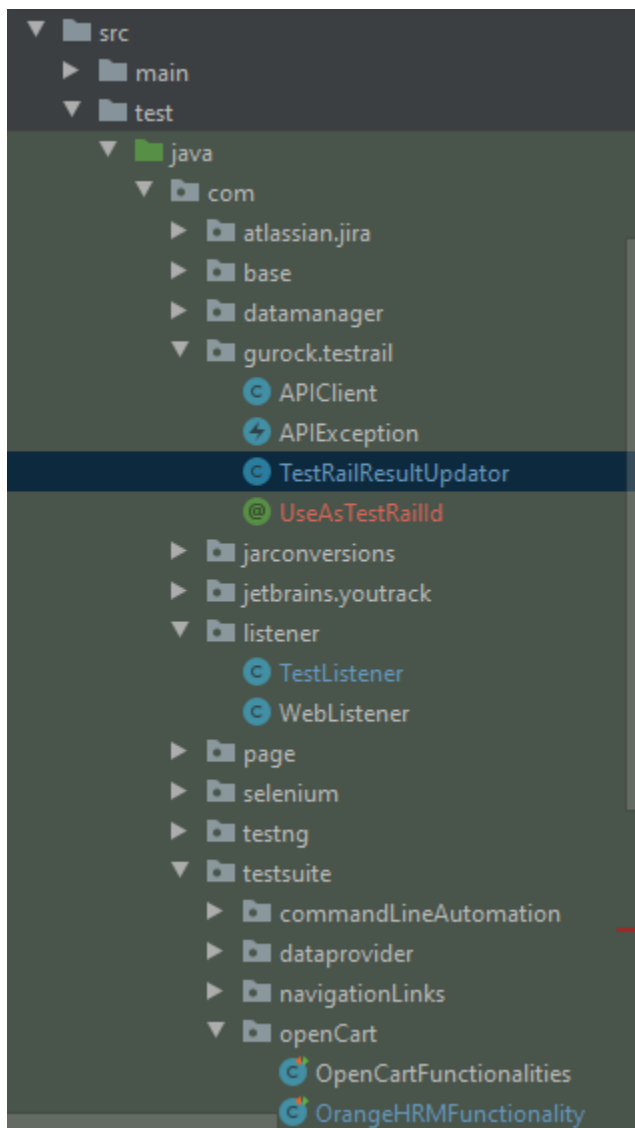 src
main
test
java
com
atlassian.jira
base
datamanager
gurock.testrail
C APIClient
APIException
C TestRailResultUpdator
@ UseAsTestRailId
jarconversions
jetbrains.youtrack
listener
C TestListener
C WebListener
page
selenium
testng
testsuite
commandLineAutomation
dataprovider
navigationLinks
openCart
C OpenCartFunctionalities
C OrangeHRMFunctionality